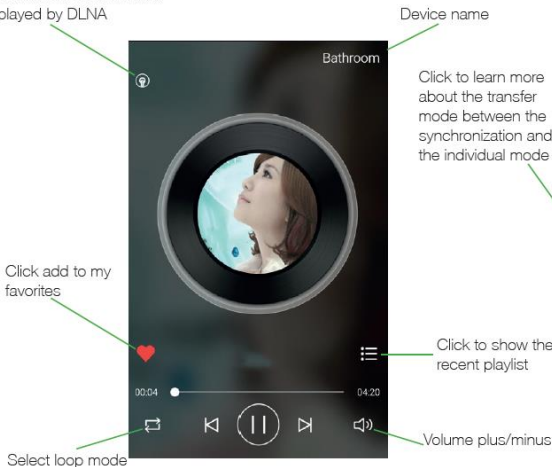 played by DLNA
Device name
Bathroom
Click to learn more
about the transfer
mode between the
synchronization and
the individual mode
Click add to my
favorites
Click to show the
recent playlist
00:04
04:20
Volume plus/minus
Select loop mode